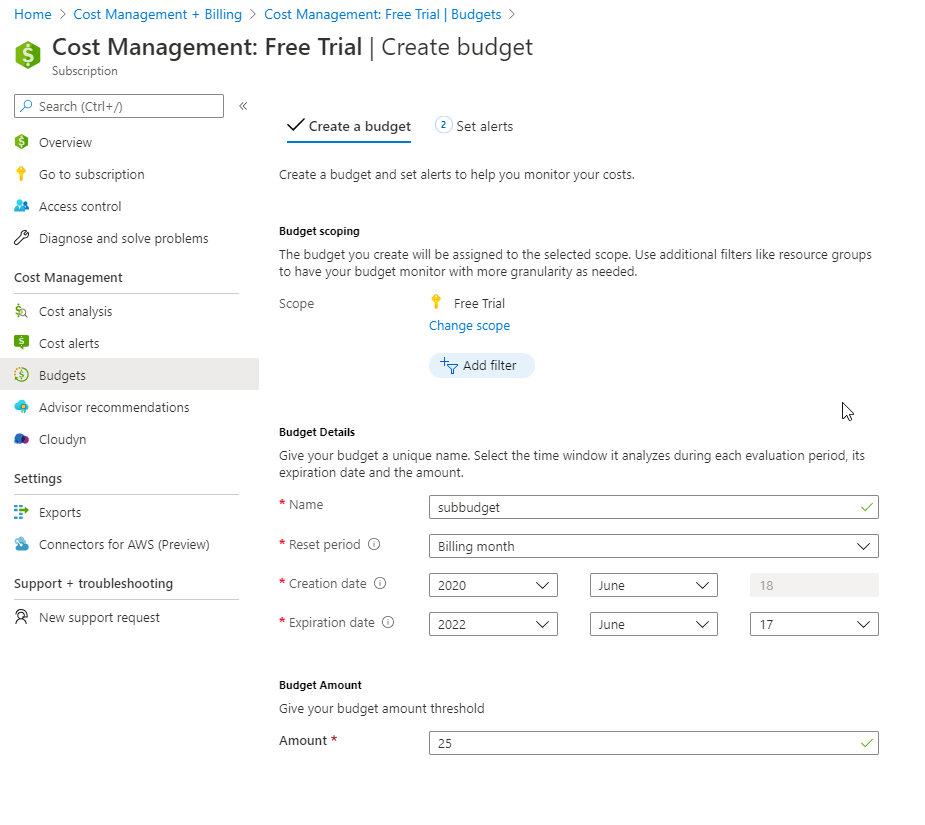 Home > Cost Management + Billing > Cost Management: Free Trial | Budgets >
Cost Management: Free Trial | Create budget
Subscription
Search (Ctrl+/)
«
Overview
Go to subscription
Access control
Diagnose and solve problems
Cost Management
Cost analysis
Cost alerts
Budgets
Advisor recommendations
Cloudyn
Settings
Exports
Connectors for AWS (Preview)
Support + troubleshooting
New support request
Create a budget
2 Set alerts
Create a budget and set alerts to help you monitor your costs.
Budget scoping
The budget you create will be assigned to the selected scope. Use additional filters like resource groups
to have your budget monitor with more granularity as needed.
Scope
Free Trial
Change scope
Add filter
Budget Details
Give your budget a unique name. Select the time window it analyzes during each evaluation period, its
expiration date and the amount.
* Name
subbudget
* Reset period
Billing month
* Creation date
2020
June
18
* Expiration date
2022
June
17
Budget Amount
Give your budget amount threshold
Amount *
25